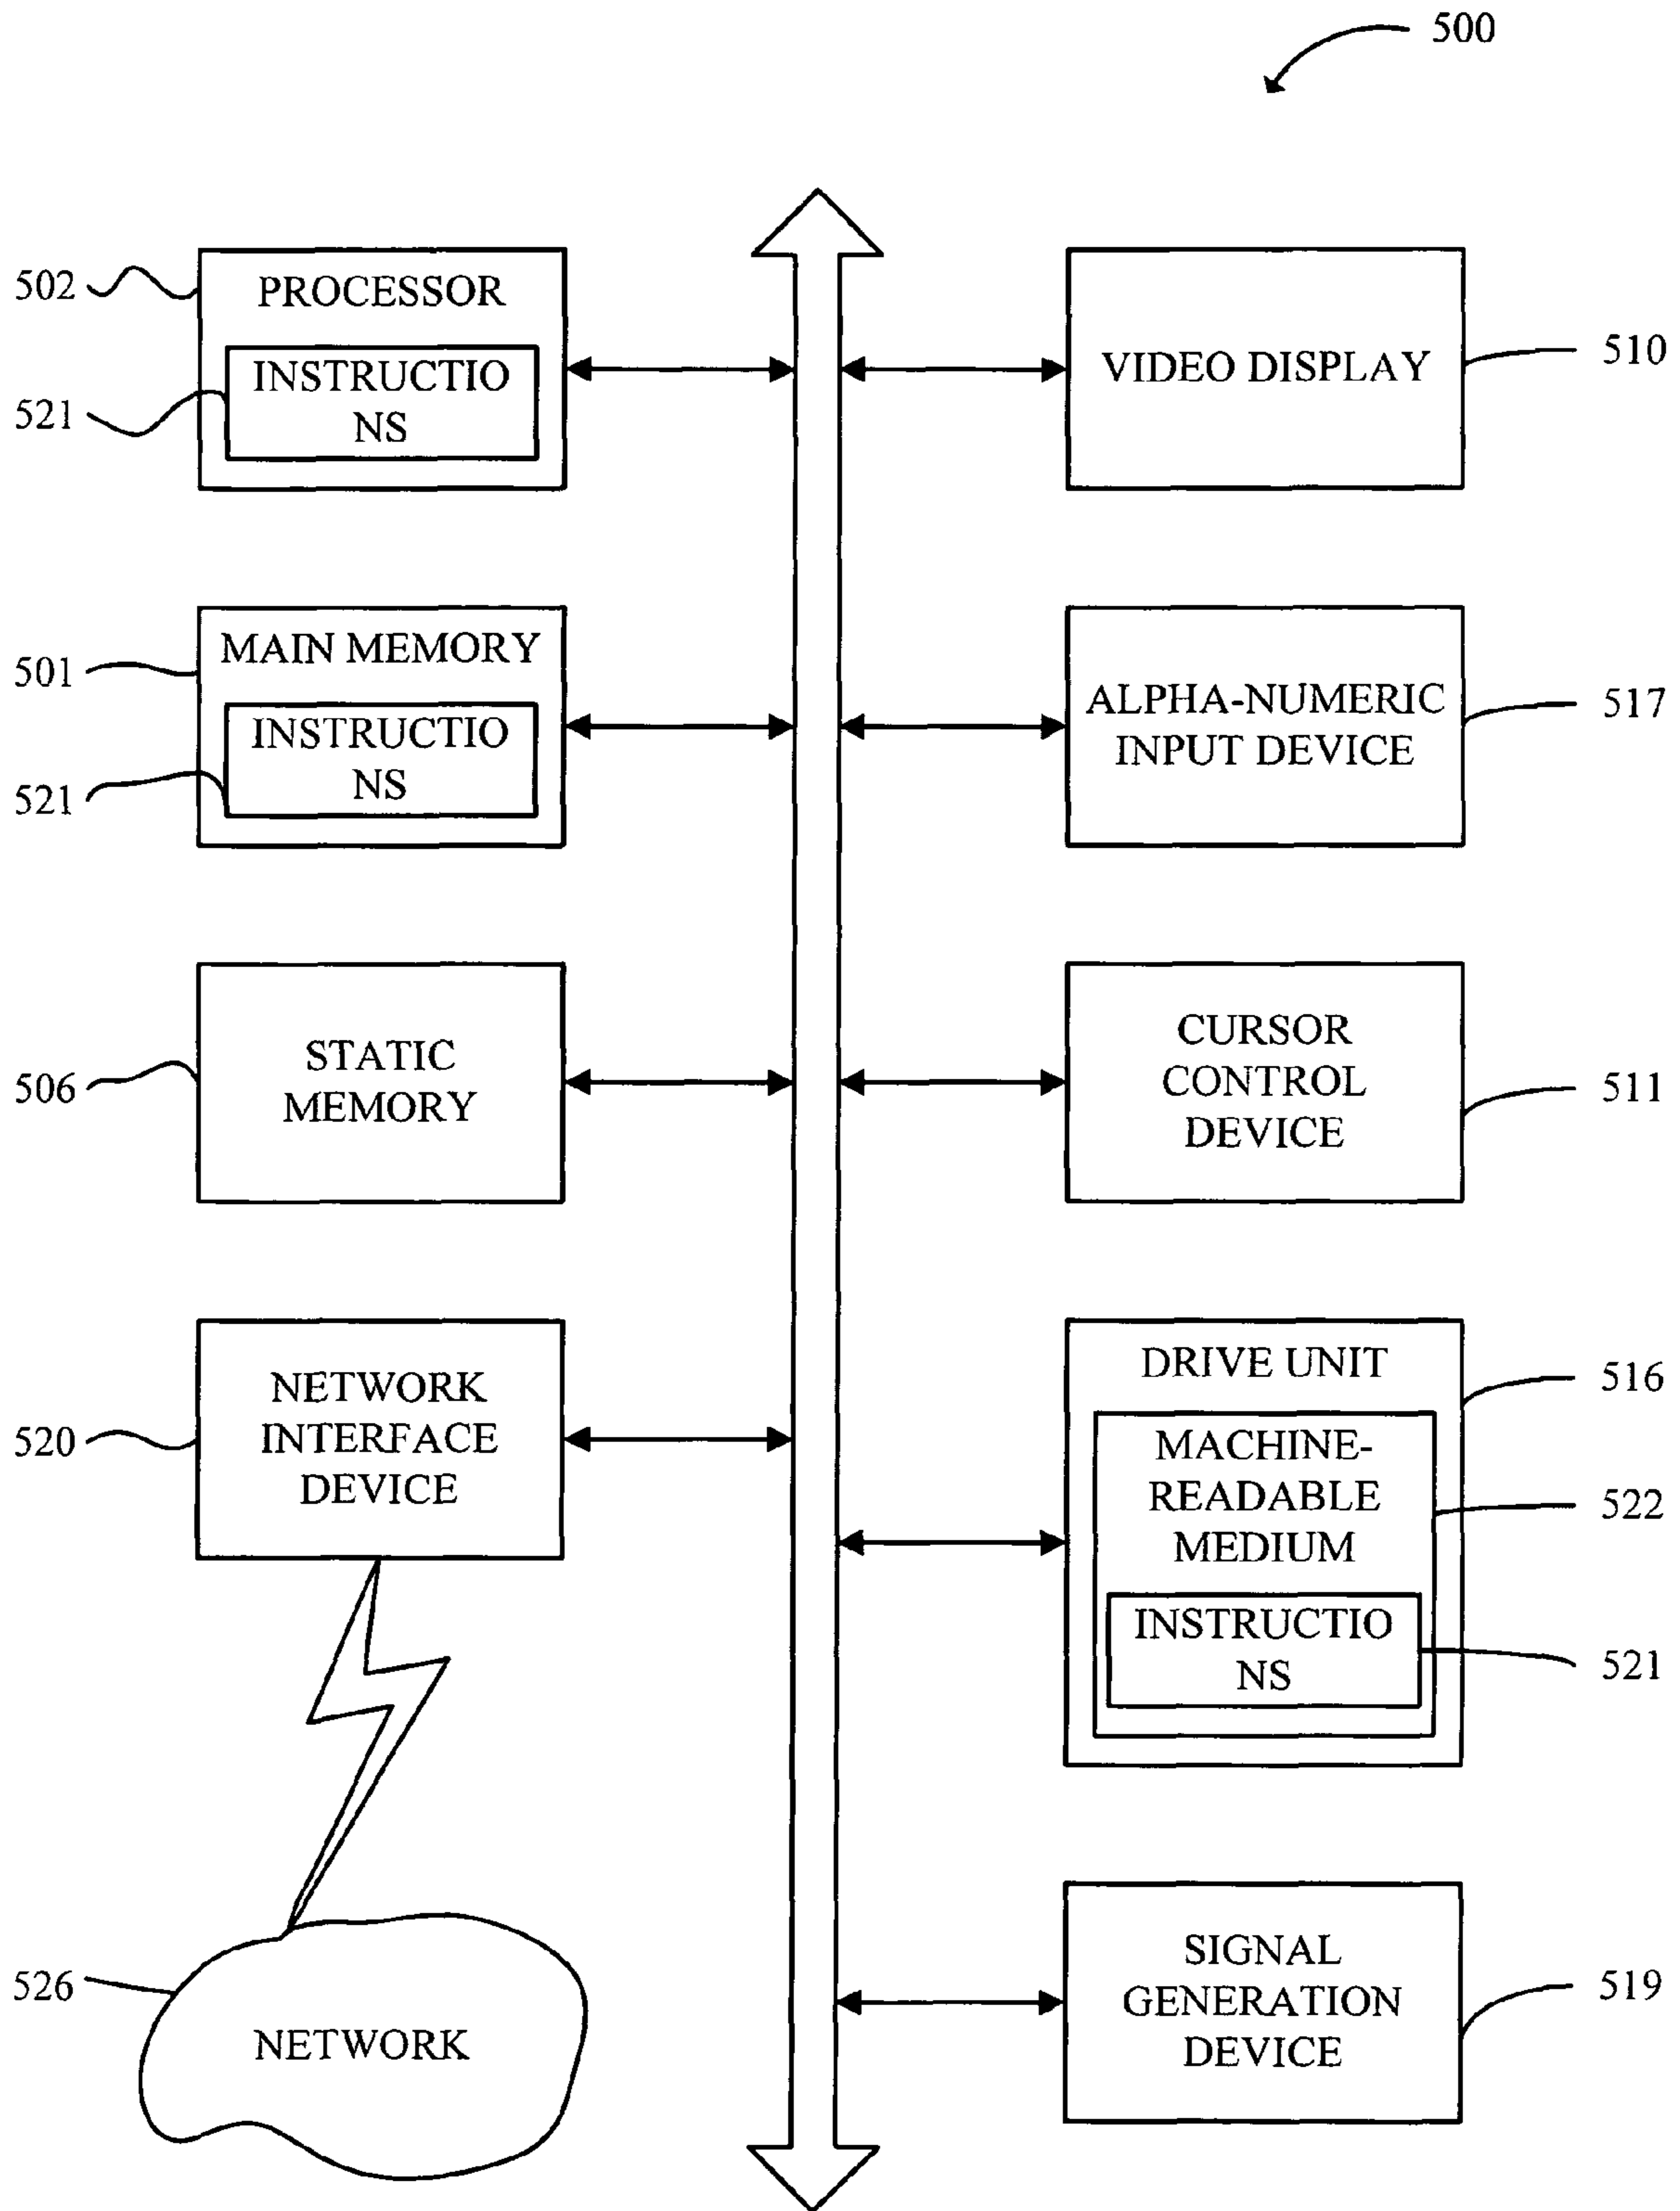 500
502
PROCESSOR
521
INSTRUCTIO
NS
VIDEO DISPLAY
510
501
MAIN MEMORY
521
INSTRUCTIO
NS
ALPHA-NUMERIC
INPUT DEVICE
517
506
STATIC
MEMORY
CURSOR
CONTROL
DEVICE
511
520
NETWORK
INTERFACE
DEVICE
DRIVE UNIT
516
MACHINE-
READABLE
MEDIUM
522
INSTRUCTIO
NS
521
526
NETWORK
SIGNAL
GENERATION
DEVICE
519